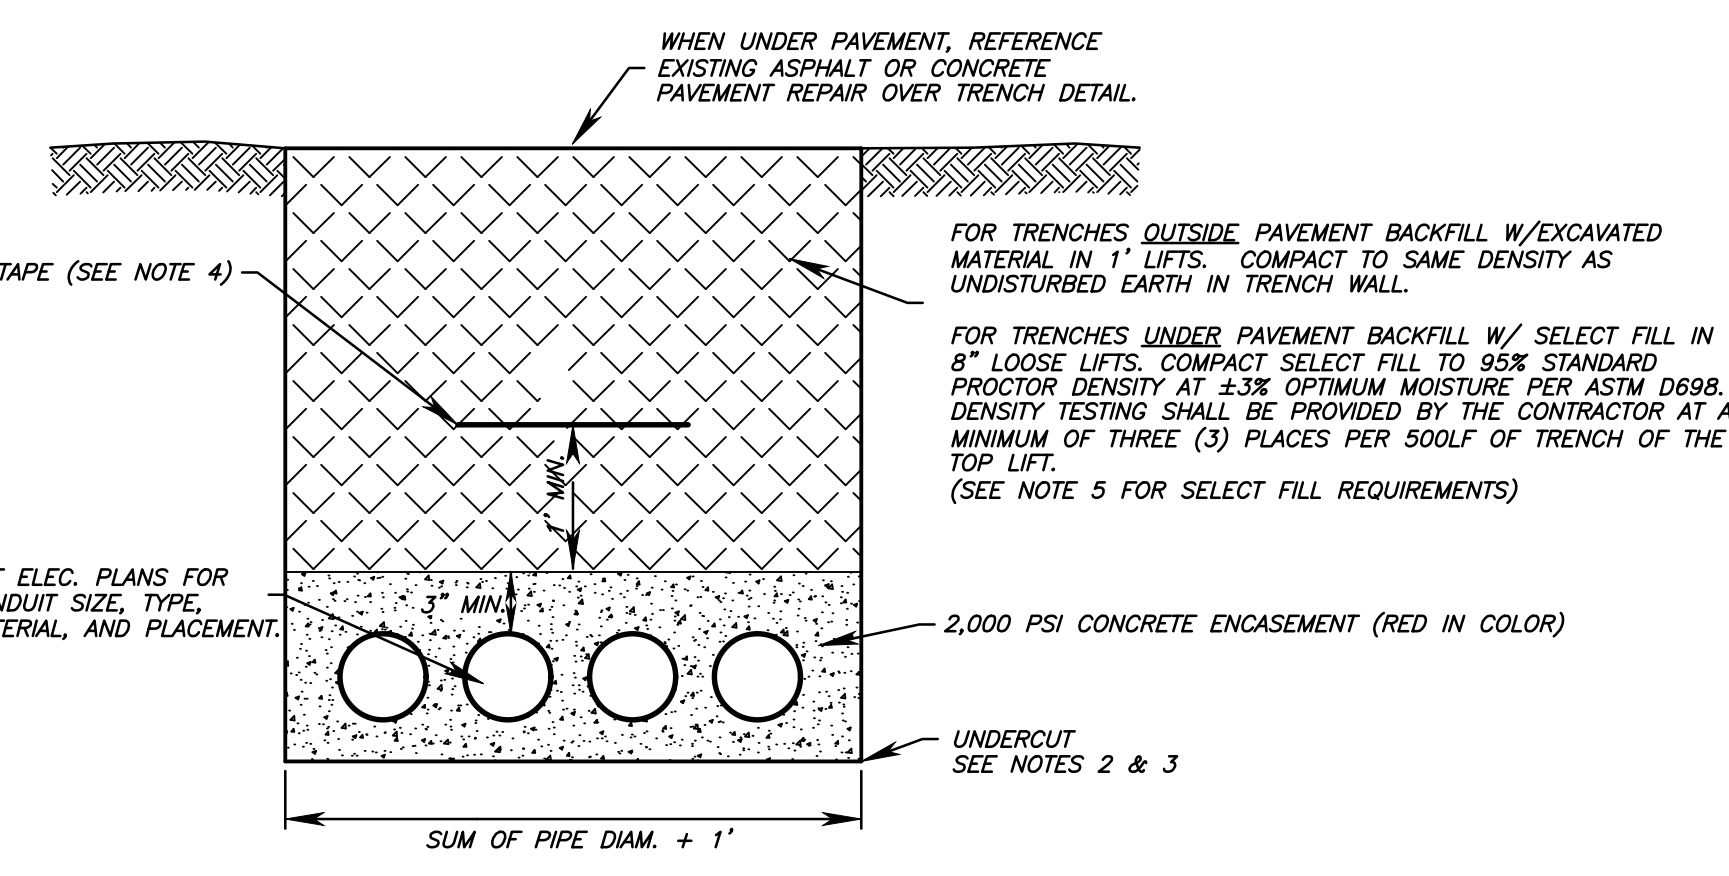 WHEN UNDER PAVEMENT, REFERENCE
EXISTING ASPHALT OR CONCRETE
PAVEMENT REPAIR OVER TRENCH DETAIL.
TAPE (SEE NOTE 4)
FOR TRENCHES OUTSIDE PAVEMENT BACKFILL W/EXCAVATED
MATERIAL IN 1' LIFTS. COMPACT TO SAME DENSITY AS
UNDISTURBED EARTH IN TRENCH WALL.
FOR TRENCHES UNDER PAVEMENT BACKFILL W/ SELECT FILL IN
8" LOOSE LIFTS. COMPACT SELECT FILL TO 95% STANDARD
PROCTOR DENSITY AT ±3% OPTIMUM MOISTURE PER ASTM D698.
DENSITY TESTING SHALL BE PROVIDED BY THE CONTRACTOR AT A
MINIMUM OF THREE (3) PLACES PER 500LF OF TRENCH OF THE
TOP LIFT.
(SEE NOTE 5 FOR SELECT FILL REQUIREMENTS)
1' MIN.
ELEC. PLANS FOR
NDUIT SIZE, TYPE,
TERIAL, AND PLACEMENT.
3" MIN.
2,000 PSI CONCRETE ENCASEMENT (RED IN COLOR)
UNDERCUT
SEE NOTES 2 & 3
SUM OF PIPE DIAM. + 1'